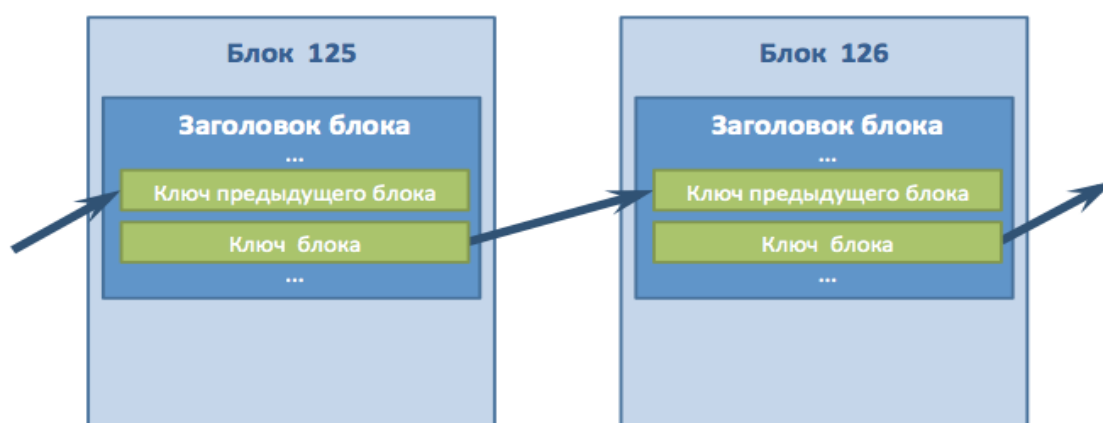 Блок 125
Заголовок блока
...
Ключ предыдущего блока
Ключ блока
...
Блок 126
Заголовок блока
...
Ключ предыдущего блока
Ключ блока
...